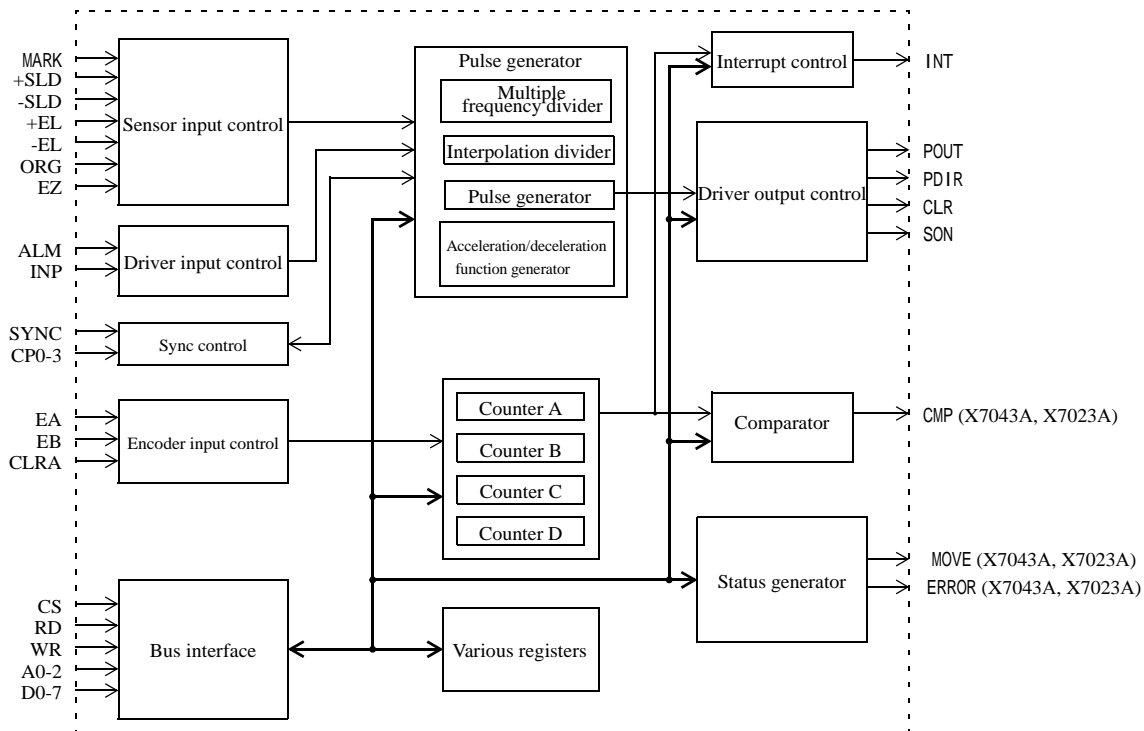 MARK
+SLD
-SLD
+EL
-EL
ORG
EZ
Sensor input control
ALM
INP
Driver input control
SYNC
CP0-3
Sync control
EA
EB
CLRA
Encoder input control
CS
RD
WR
A0-2
D0-7
Bus interface
Pulse generator
Multiple
frequency divider
Interpolation divider
Pulse generator
Acceleration/deceleration
function generator
Counter A
Counter B
Counter C
Counter D
Various registers
Interrupt control
INT
Driver output control
POUT
PDIR
CLR
SON
Comparator
CMP (X7043A, X7023A)
Status generator
MOVE (X7043A, X7023A)
ERROR (X7043A, X7023A)